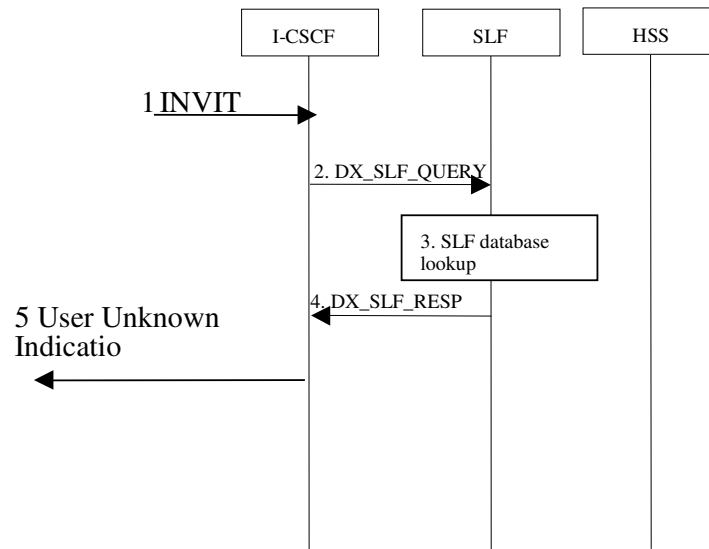 I-CSCF
SLF
HSS
1 INVIT
2. DX_SLF_QUERY
3. SLF database
lookup
4. DX_SLF_RESP
5 User Unknown
Indicatio